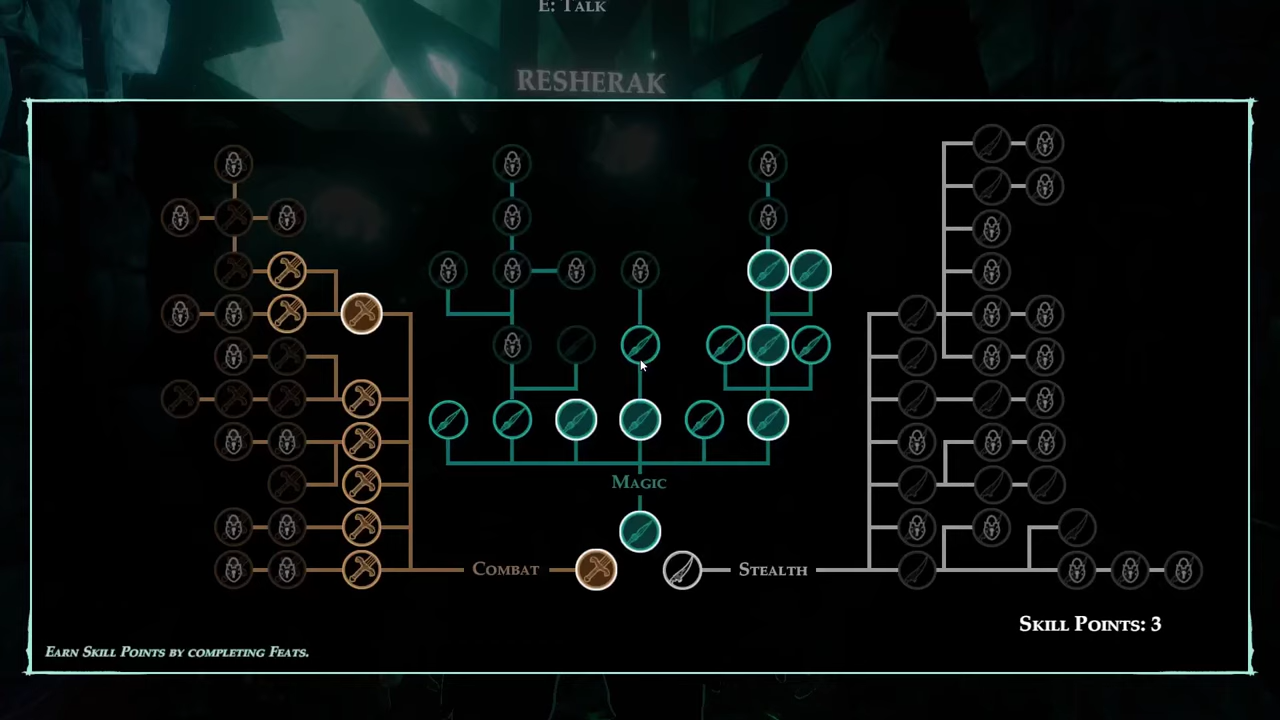 E: Talk
RESHERAK
Magic
Combat
Stealth
Skill Points: 3
Earn Skill Points by completing Feats.